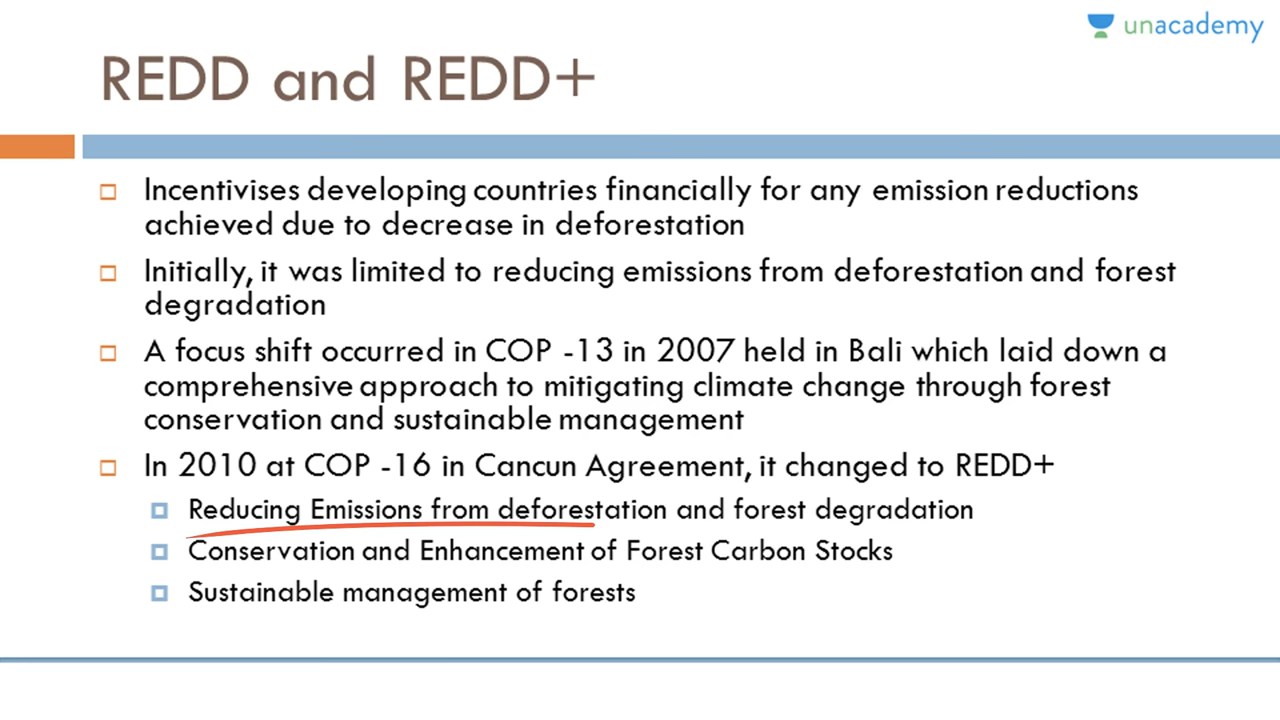 unacademy
REDD and REDD+
Incentivises developing countries financially for any emission reductions
achieved due to decrease in deforestation
Initially, it was limited to reducing emissions from deforestation and forest
degradation
A focus shift occurred in COP -13 in 2007 held in Bali which laid down a
comprehensive approach to mitigating climate change through forest
conservation and sustainable management
In 2010 at COP -16 in Cancun Agreement, it changed to REDD+
Reducing Emissions from deforestation and forest degradation
Conservation and Enhancement of Forest Carbon Stocks
Sustainable management of forests